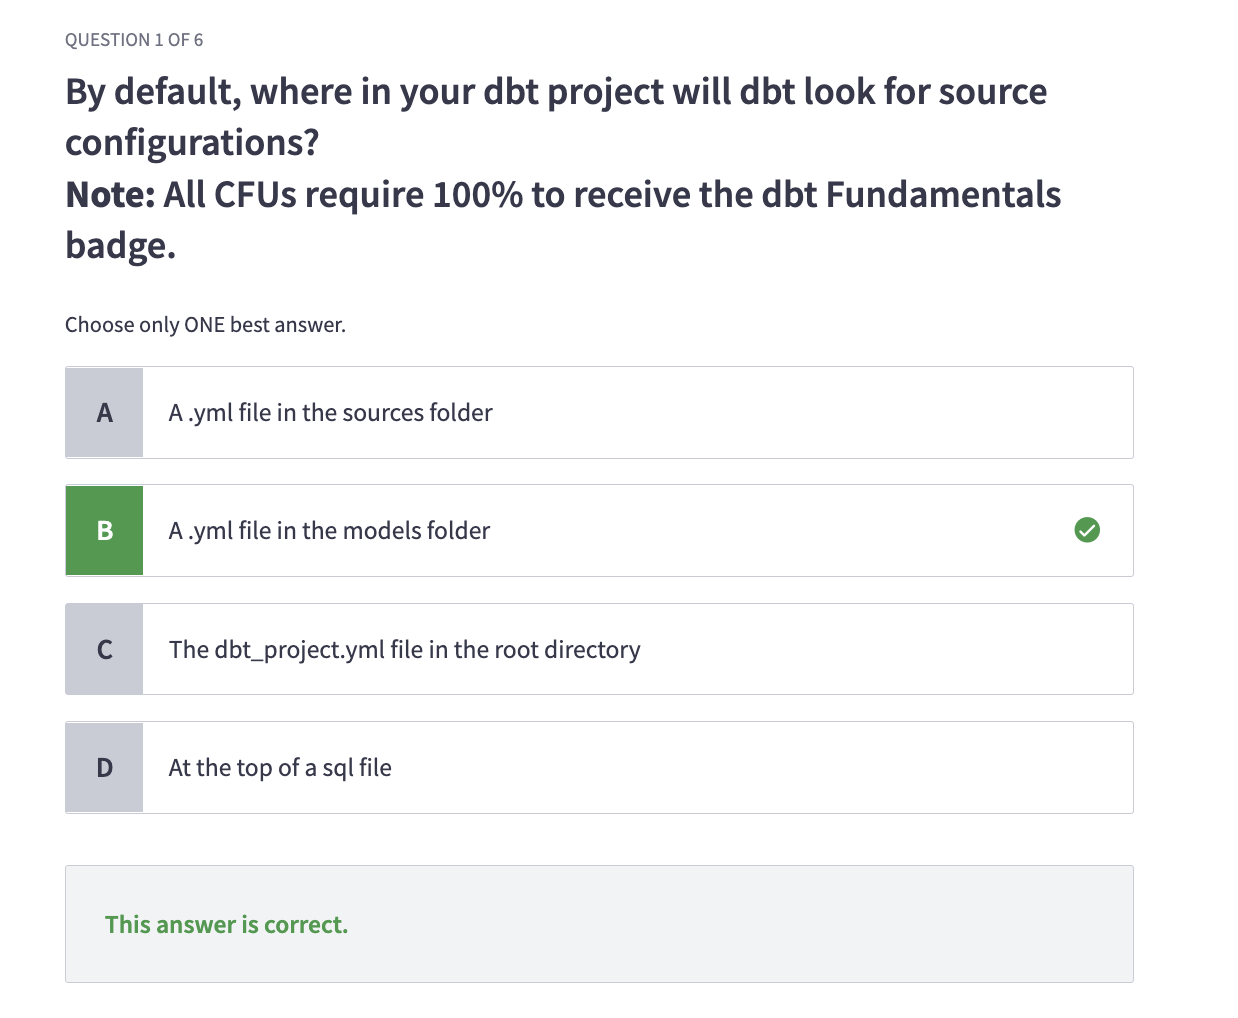 QUESTION 1 OF 6
By default, where in your dbt project will dbt look for source
configurations?
Note: All CFUs require 100% to receive the dbt Fundamentals
badge.
Choose only ONE best answer.
A
A .yml file in the sources folder
B
A .yml file in the models folder
C
The dbt_project.yml file in the root directory
D
At the top of a sql file
This answer is correct.